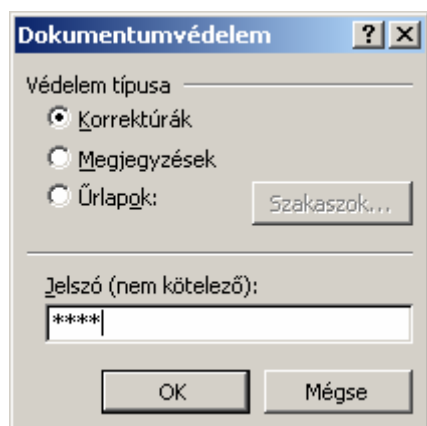 Dokumentumvédelem
Védelem típusa
Korrektúrák
Megjegyzések
Űrlapok:
Szakaszok...
Jelszó (nem kötelező):
****
OK
Mégse